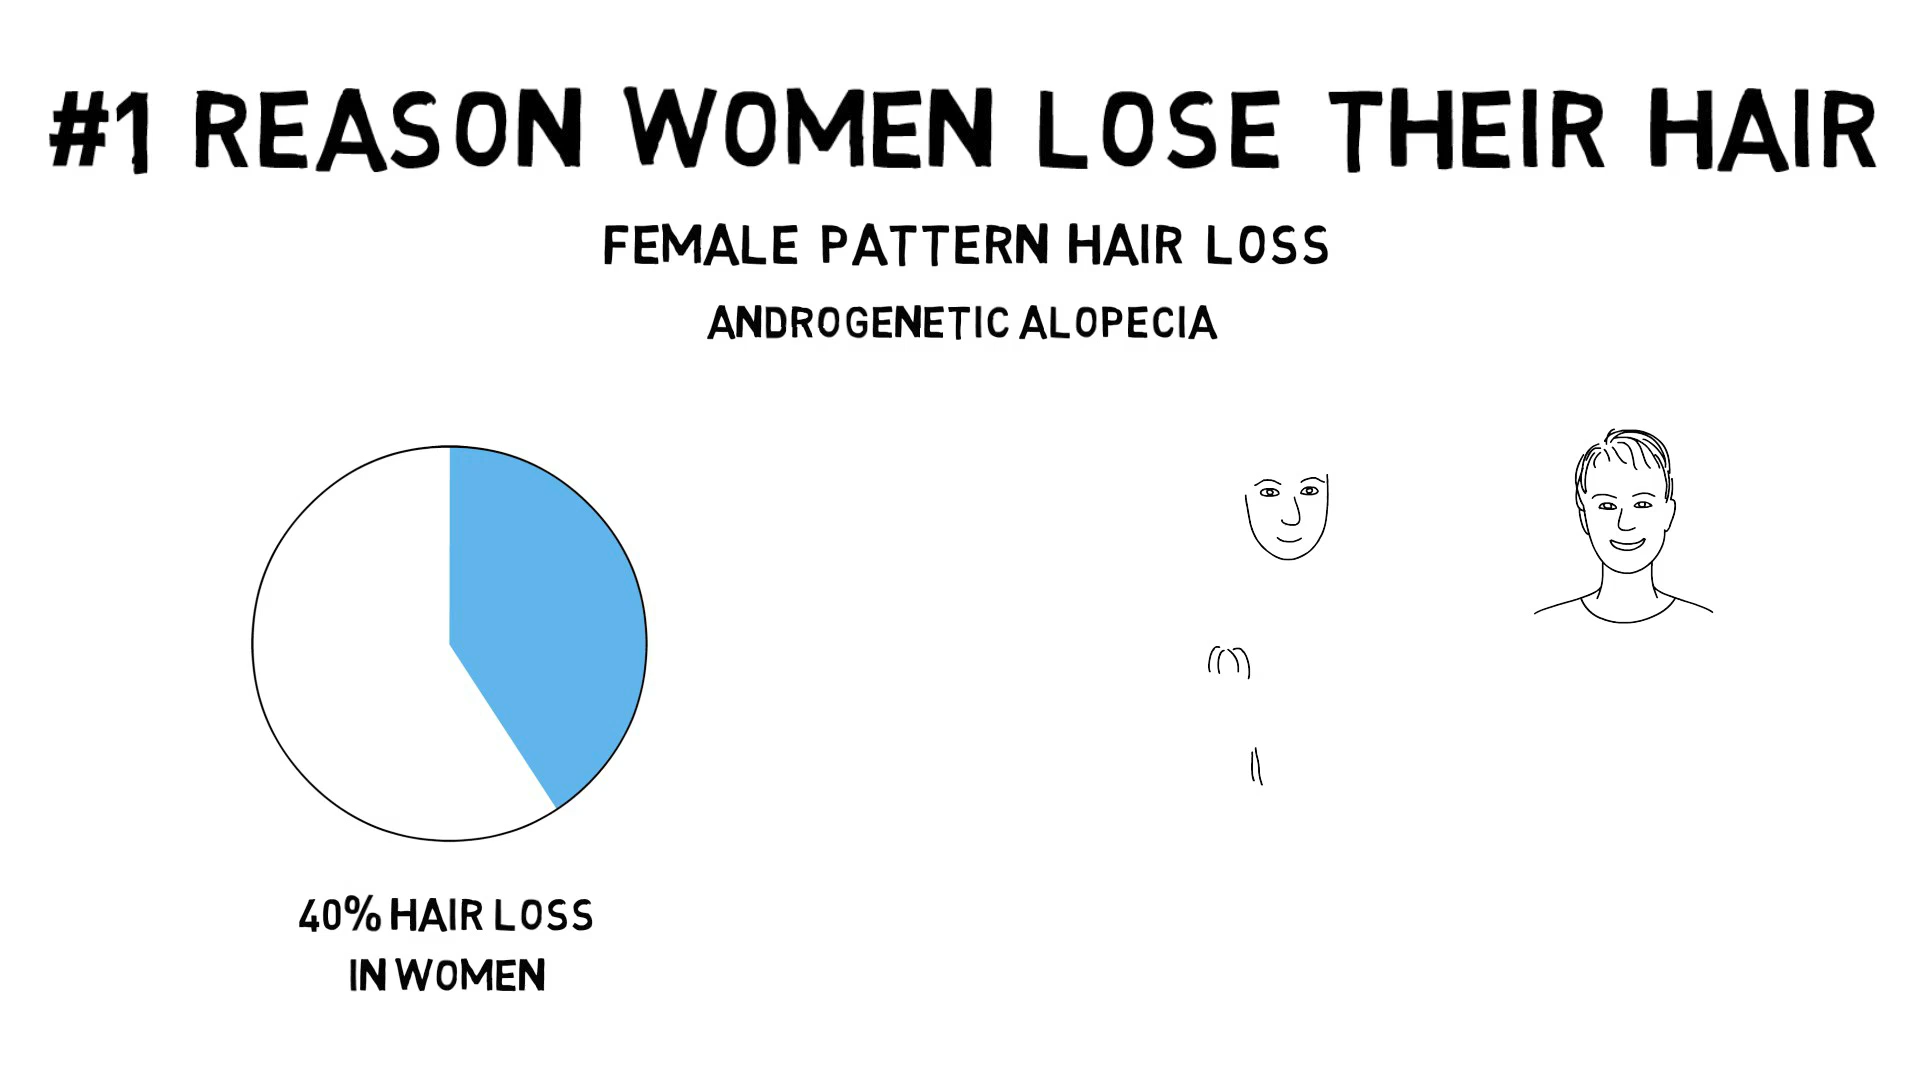 #1 REASON WOMEN LOSE THEIR HAIR
FEMALE PATTERN HAIR LOSS
ANDROGENETIC ALOPECIA
40% HAIR LOSS
IN WOMEN